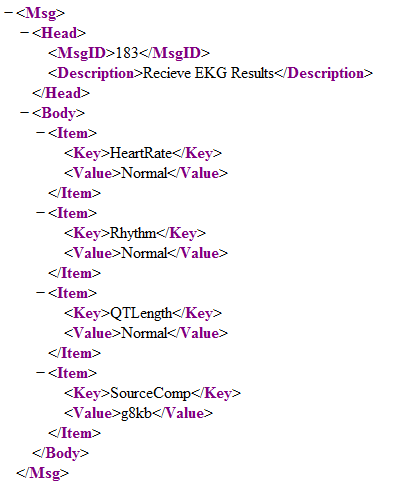 − <Msg>
− <Head>
<MsgID>183</MsgID>
<Description>Recieve EKG Results</Description>
</Head>
− <Body>
− <Item>
<Key>HeartRate</Key>
<Value>Normal</Value>
</Item>
− <Item>
<Key>Rhythm</Key>
<Value>Normal</Value>
</Item>
− <Item>
<Key>QTLength</Key>
<Value>Normal</Value>
</Item>
− <Item>
<Key>SourceComp</Key>
<Value>g8kb</Value>
</Item>
</Body>
</Msg>